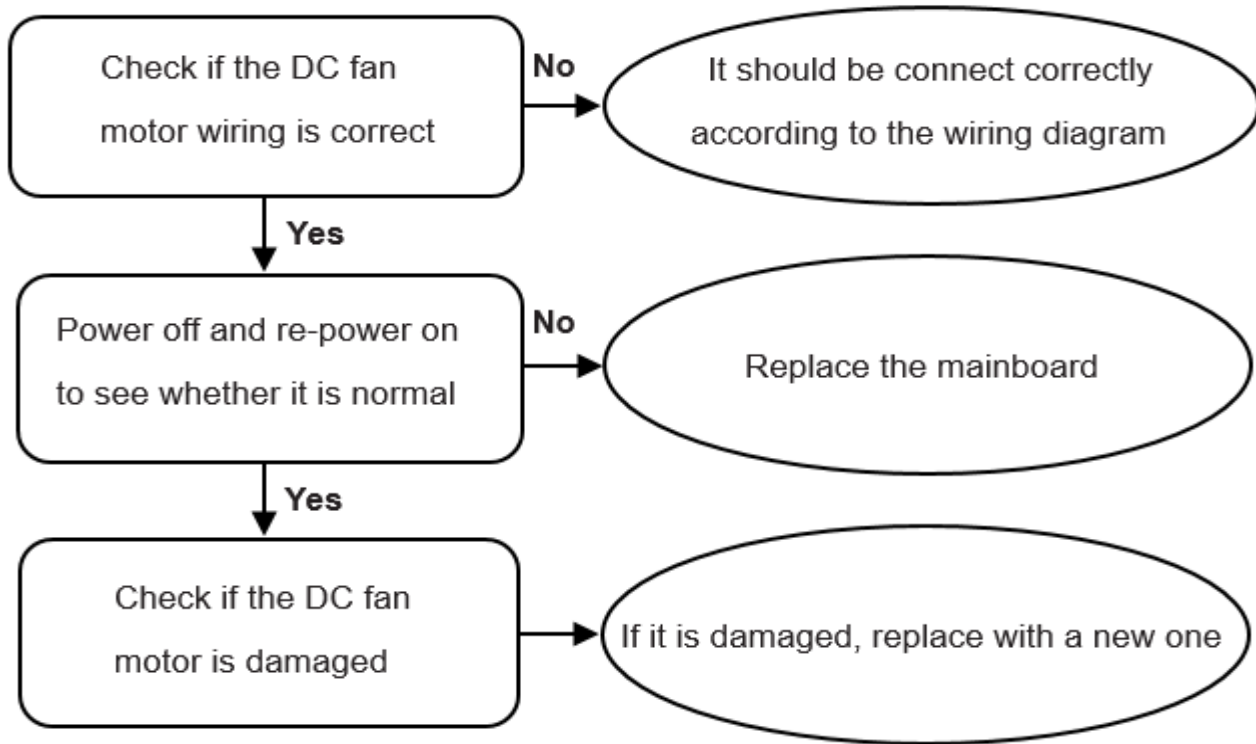 Check if the DC fan
motor wiring is correct
No
It should be connect correctly
according to the wiring diagram
Yes
Power off and re-power on
to see whether it is normal
No
Replace the mainboard
Yes
Check if the DC fan
motor is damaged
If it is damaged, replace with a new one